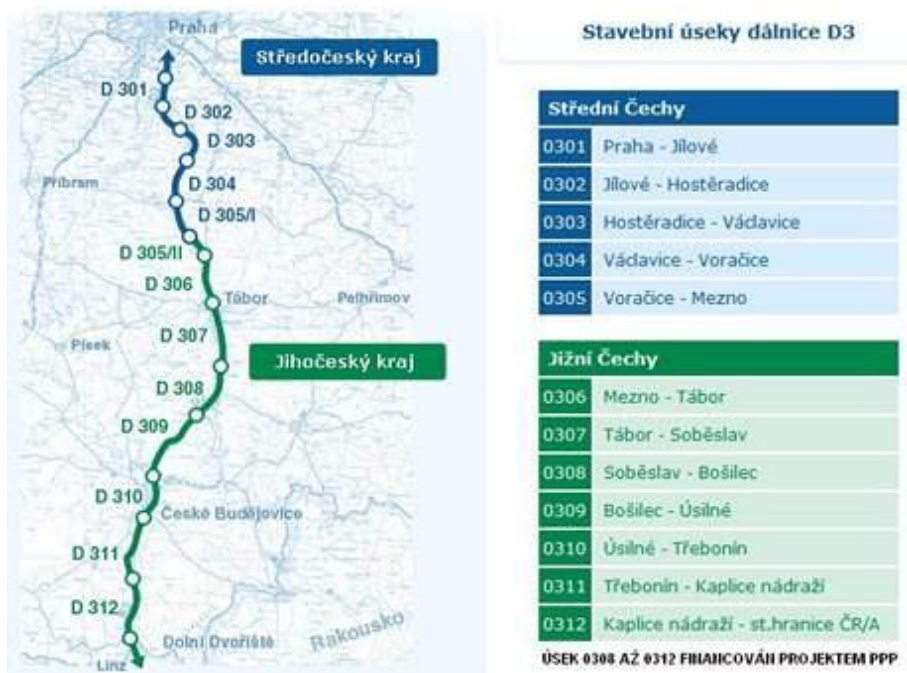 Praha
Středočeský kraj
D 301
D 302
D 303
Příbram
D 304
D 305/I
D 305/II
D 306
Tábor
Pelhřimov
D 307
Písek
Jihočeský kraj
D 308
D 309
D 310
České Budějovice
D 311
D 312
Dolní Dvořiště
Rakousko
Linz
Stavební úseky dálnice D3
Střední Čechy
0301 Praha - Jílové
0302 Jílové - Hostěradice
0303 Hostěradice - Václavice
0304 Václavice - Voračice
0305 Voračice - Mezno
Jižní Čechy
0306 Mezno - Tábor
0307 Tábor - Soběslav
0308 Soběslav - Bošilec
0309 Bošilec - Úsilné
0310 Úsilné - Třebonín
0311 Třebonín - Kaplice nádraží
0312 Kaplice nádraží - st.hranice ČR/A
ÚSEK 0308 AŽ 0312 FINANCOVÁN PROJEKTEM PPP